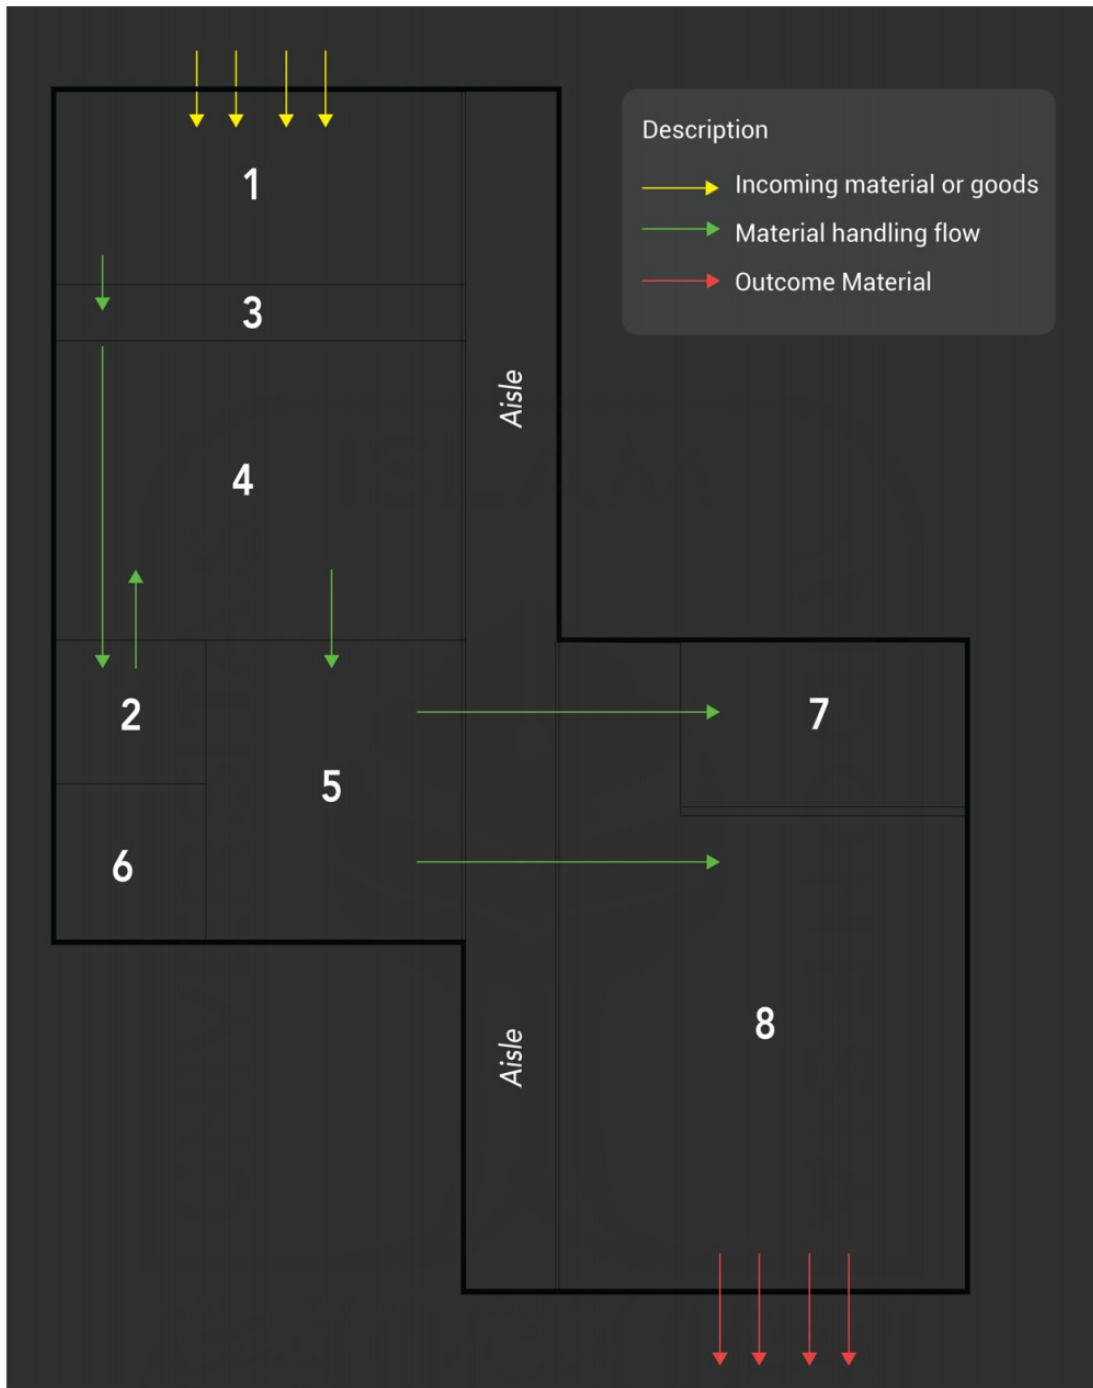 Description
Incoming material or goods
Material handling flow
Outcome Material
1
3
Aisle
4
2
7
5
6
8
Aisle
ISLAM